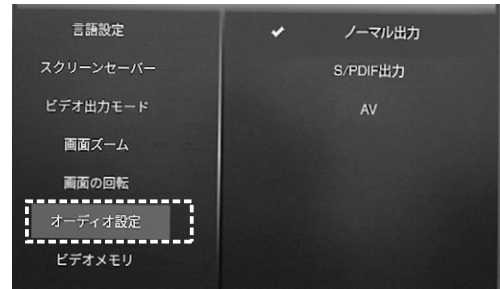 言語設定
スクリーンセーバー
ビデオ出力モード
画面ズーム
画面の回転
オーディオ設定
ビデオメモリ
✔ ノーマル出力
S/PDIF出力
AV